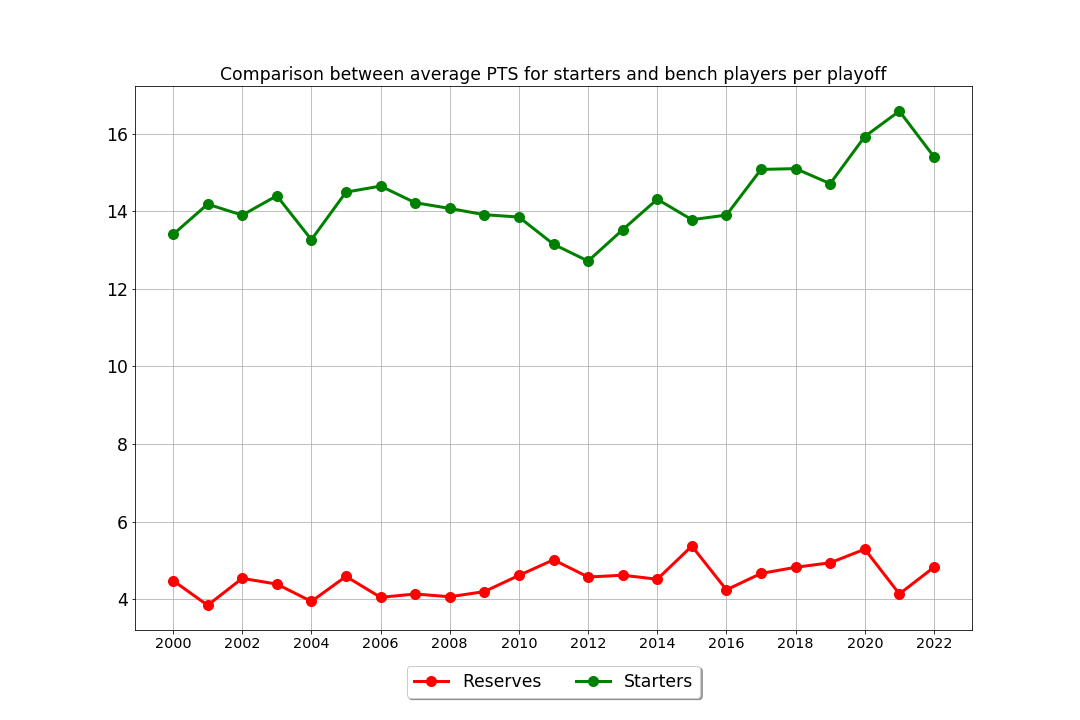 Comparison between average PTS for starters and bench players per playoff
16
14
12
10
8
6
4
2000 2002 2004 2006 2008 2010 2012 2014 2016 2018 2020 2022
Reserves Starters